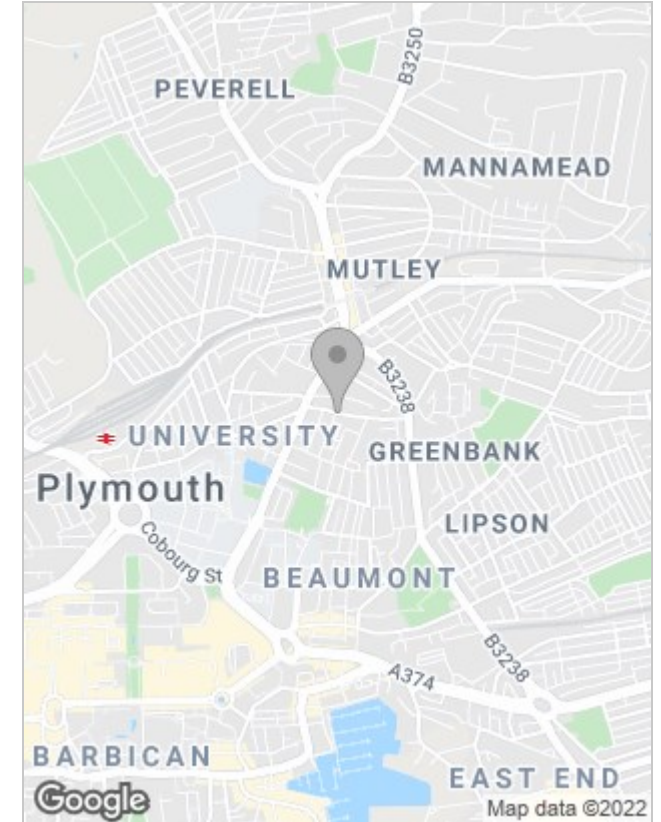 B3250
PEVERELL
MANNAMEAD
MUTLEY
B3238
UNIVERSITY
GREENBANK
Plymouth
LIPSON
Cobourg St
BEAUMONT
B3238
A374
BARBICAN
EAST END
Google
Map data ©2022